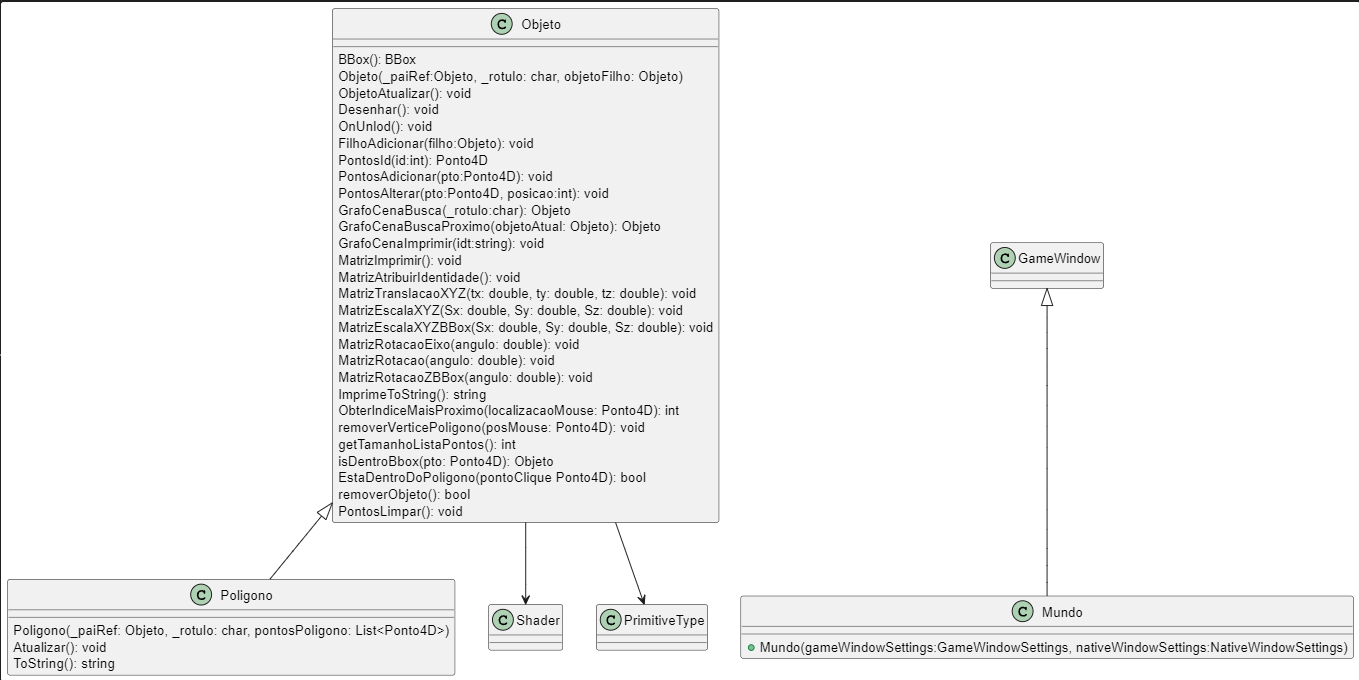 C Objeto
BBox(): BBox
Objeto(_paiRef:Objeto, _rotulo: char, objetoFilho: Objeto)
ObjetoAtualizar(): void
Desenhar(): void
OnUnlod(): void
FilhoAdicionar(filho:Objeto): void
PontosId(id:int): Ponto4D
PontosAdicionar(pto:Ponto4D): void
PontosAlterar(pto:Ponto4D, posicao:int): void
GrafoCenaBusca(_rotulo:char): Objeto
GrafoCenaBuscaProximo(objetoAtual: Objeto): Objeto
GrafoCenaImprimir(idt:string): void
MatrizImprimir(): void
MatrizAtribuirIdentidade(): void
MatrizTranslacaoXYZ(tx: double, ty: double, tz: double): void
MatrizEscalaXYZ(Sx: double, Sy: double, Sz: double): void
MatrizEscalaXYZBBox(Sx: double, Sy: double, Sz: double): void
MatrizRotacaoEixo(angulo: double): void
MatrizRotacao(angulo: double): void
MatrizRotacaoZBBox(angulo: double): void
ImprimeToString(): string
ObterIndiceMaisProximo(localizacaoMouse: Ponto4D): int
removerVerticePoligono(posMouse: Ponto4D): void
getTamanhoListaPontos(): int
isDentroBbox(pto: Ponto4D): Objeto
EstaDentroDoPoligono(pontoClique Ponto4D): bool
removerObjeto(): bool
PontosLimpar(): void
C GameWindow
C Poligono
Poligono(_paiRef: Objeto, _rotulo: char, pontosPoligono: List<Ponto4D>)
Atualizar(): void
ToString(): string
C Shader
C PrimitiveType
C Mundo
Mundo(gameWindowSettings:GameWindowSettings, nativeWindowSettings:NativeWindowSettings)